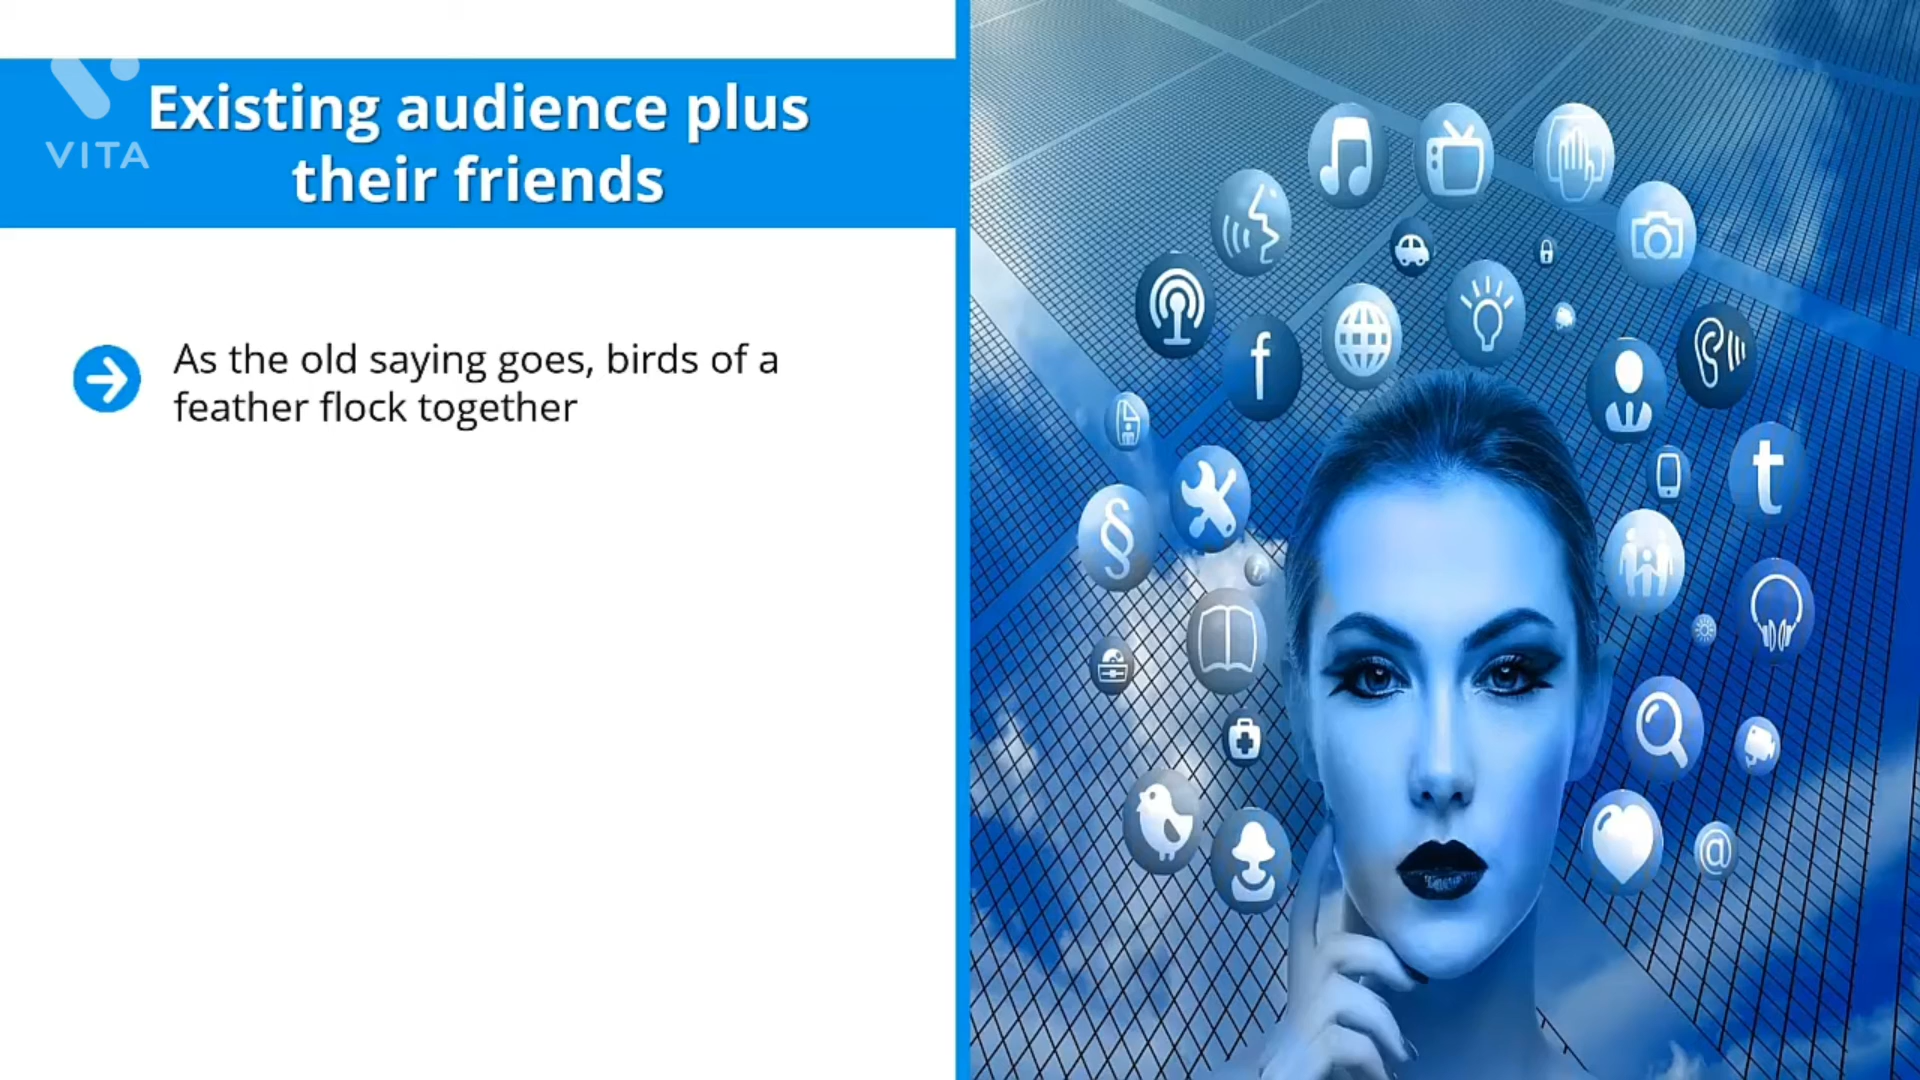 Existing audience plus
their friends
VITA
As the old saying goes, birds of a
feather flock together
f
t
§
@